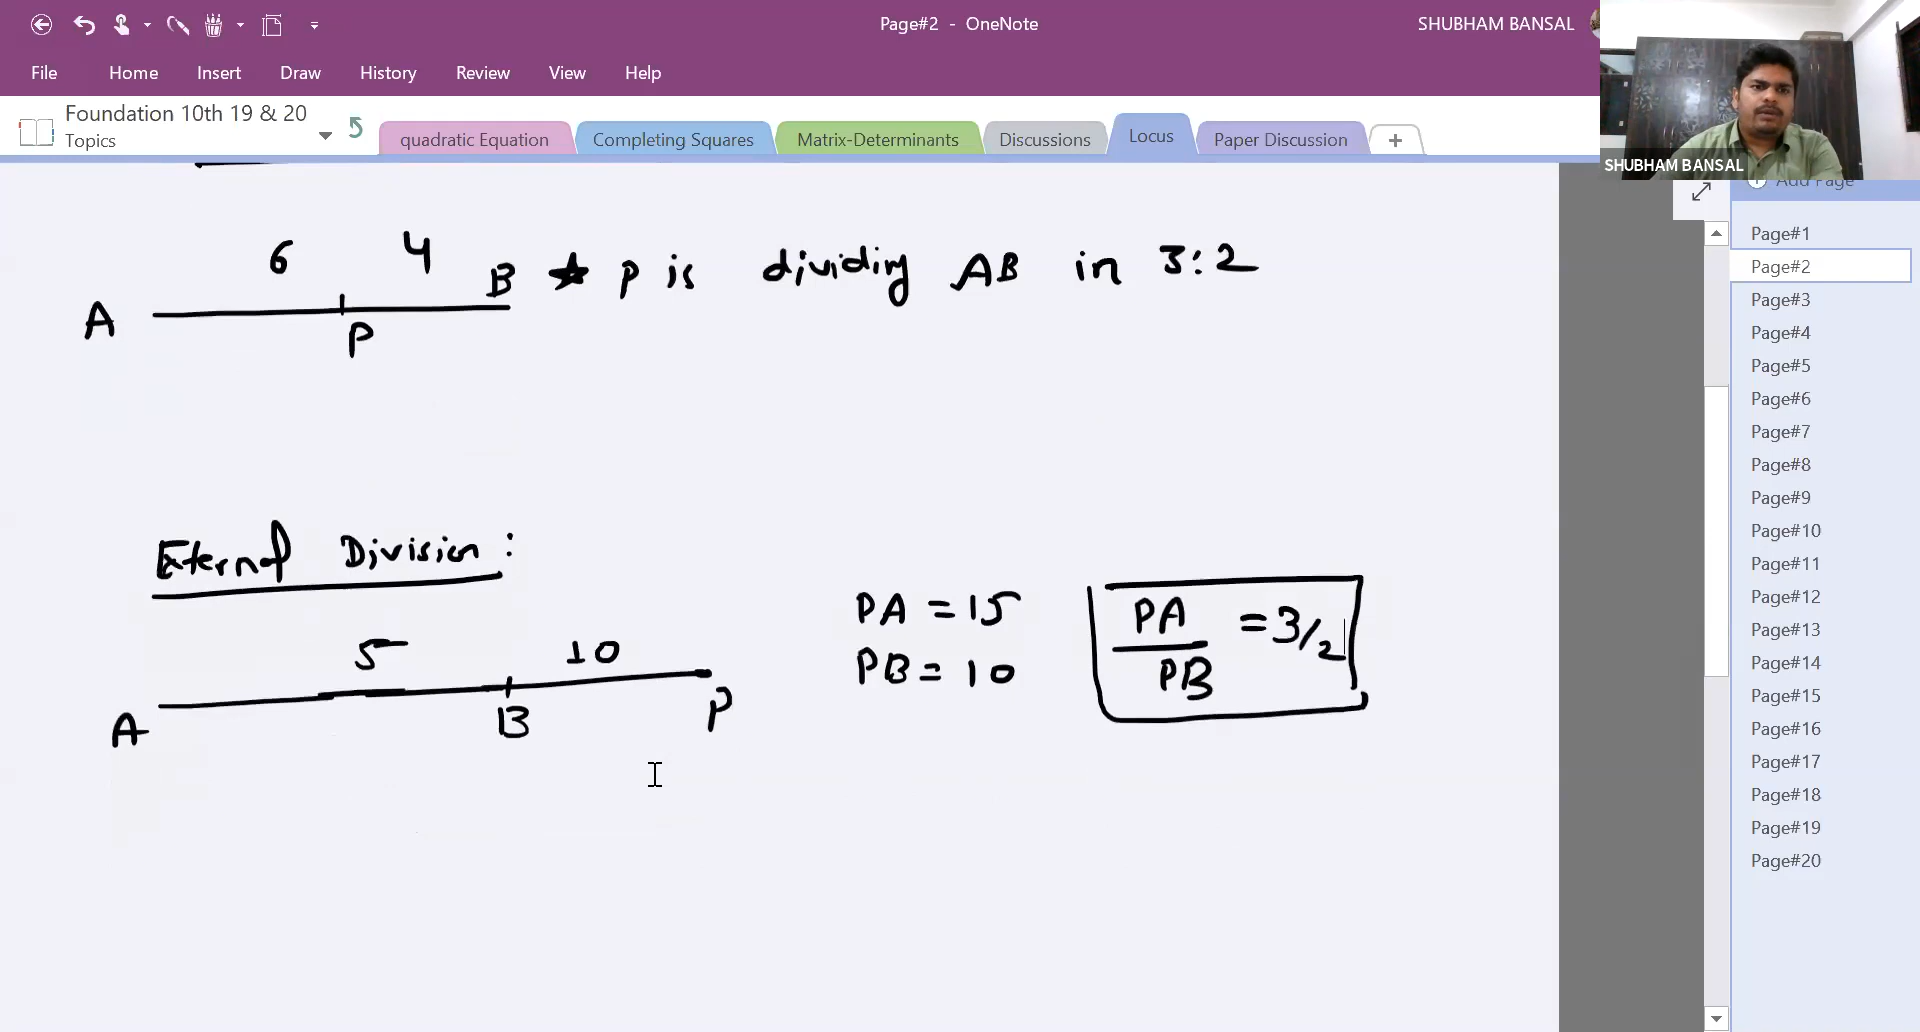 Page#2 - OneNote
SHUBHAM BANSAL
File Home Insert Draw History Review View Help
SHUBHAM BANSAL
Foundation 10th 19 & 20
Topics
quadratic Equation
Completing Squares
Matrix-Determinants
Discussions
Locus
Paper Discussion
+
Add Page
Page#1
Page#2
Page#3
Page#4
Page#5
Page#6
Page#7
Page#8
Page#9
Page#10
Page#11
Page#12
Page#13
Page#14
Page#15
Page#16
Page#17
Page#18
Page#19
Page#20
6 4
A P B
★ P is dividing AB in 3:2
External Division:
5 10
A B P
PA = 15
PB = 10
PA
PB
= 3/2